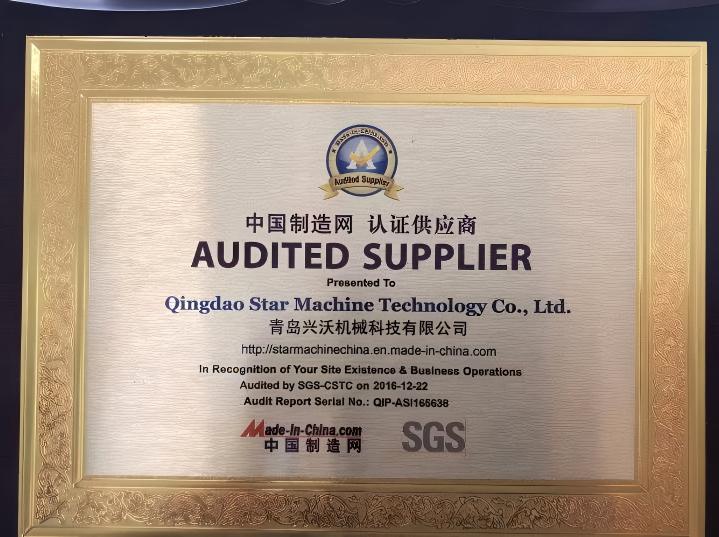 Audited Supplier
中国制造网 认证供应商
AUDITED SUPPLIER
Presented To
Qingdao Star Machine Technology Co., Ltd.
青岛兴沃机械科技有限公司
http://starmachinechina.en.made-in-china.com
In Recognition of Your Site Existence & Business Operations
Audited by SGS-CSTC on 2016-12-22
Audit Report Serial No.: QIP-ASI165638
Made-in-China.com
中国制造网
SGS